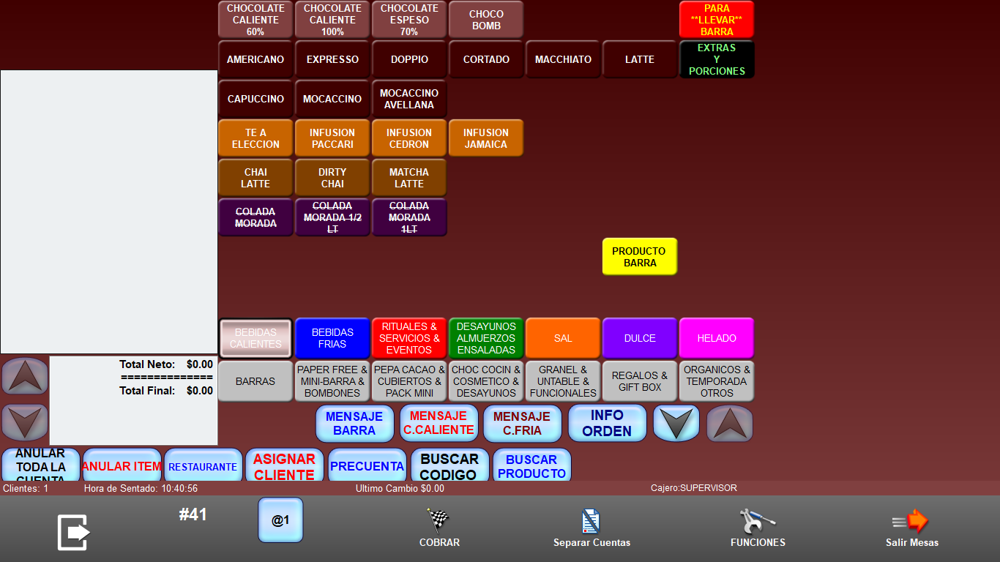 CHOCOLATE
CALIENTE
60%
CHOCOLATE
CALIENTE
100%
CHOCOLATE
ESPESO
70%
CHOCO
BOMB
PARA
**LLEVAR**
BARRA
AMERICANO
EXPRESSO
DOPPIO
CORTADO
MACCHIATO
LATTE
EXTRAS
Y
PORCIONES
CAPUCCINO
MOCACCINO
MOCACCINO
AVELLANA
TE A
ELECCION
INFUSION
PACCARI
INFUSION
CEDRON
INFUSION
JAMAICA
CHAI
LATTE
DIRTY
CHAI
MATCHA
LATTE
COLADA
MORADA
COLADA
MORADA 1/2
LT
COLADA
MORADA
1LT
PRODUCTO
BARRA
BEBIDAS
CALIENTES
BEBIDAS
FRIAS
RITUALES &
SERVICIOS &
EVENTOS
DESAYUNOS
ALMUERZOS
ENSALADAS
SAL
DULCE
HELADO
BARRAS
PAPER FREE &
MINI-BARRA &
BOMBONES
PEPA CACAO &
CUBIERTOS &
PACK MINI
CHOC COCIN &
COSMETICO &
DESAYUNOS
GRANEL &
UNTABLE &
FUNCIONALES
REGALOS &
GIFT BOX
ORGANICOS &
TEMPORADA
OTROS
Total Neto: $0.00
==============
Total Final: $0.00
MENSAJE
BARRA
MENSAJE
C.CALIENTE
MENSAJE
C.FRIA
INFO
ORDEN
ANULAR
TODA LA
CUENTA
ANULAR ITEM
RESTAURANTE
ASIGNAR
CLIENTE
PRECUENTA
BUSCAR
CODIGO
BUSCAR
PRODUCTO
Clientes: 1
Hora de Sentado: 10:40:56
Ultimo Cambio $0.00
Cajero:SUPERVISOR
#41
@1
COBRAR
Separar Cuentas
FUNCIONES
Salir Mesas